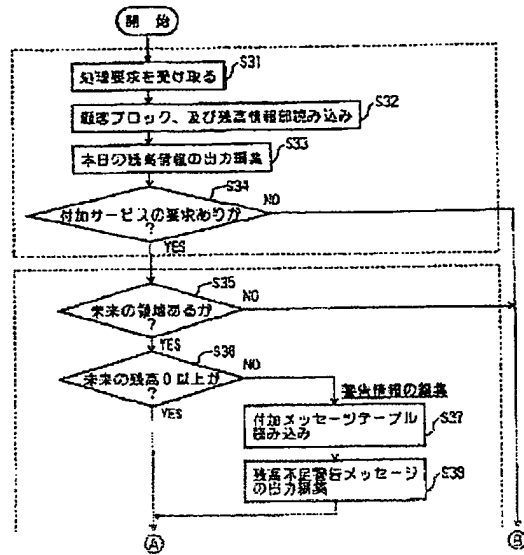 開 始
処理要求を受け取る
S31
顧客ブロック、及び残高情報部読み込み
S32
本日の残高情報の出力編集
S33
付加サービスの要求ありか
?
S34
NO
YES
未来の領域あるか
?
S35
NO
YES
未来の残高0以上か
?
S36
NO
YES
警告情報の編集
付加メッセージテーブル
読み込み
S37
残高不足警告メッセージ
の出力編集
S38
A
B